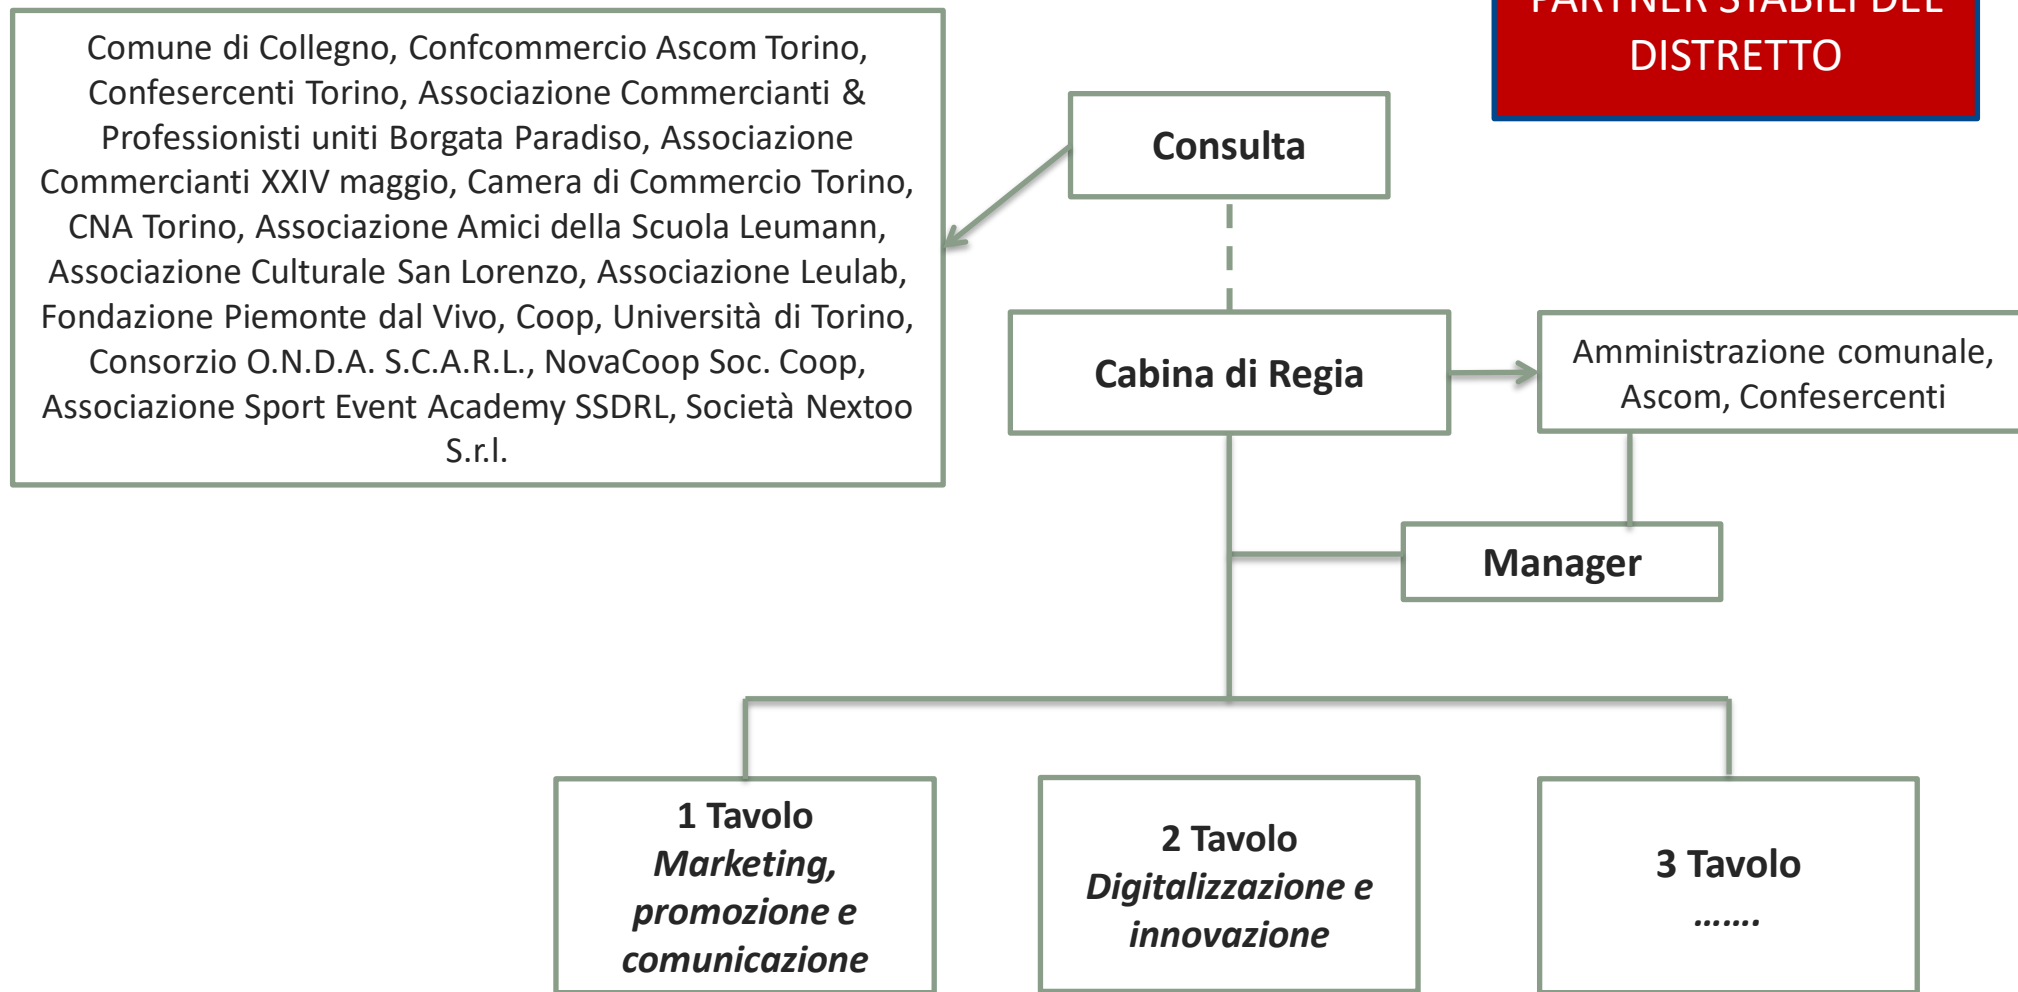 PARTNER STABILI DEL
DISTRETTO
Comune di Collegno, Confcommercio Ascom Torino,
Confesercenti Torino, Associazione Commercianti &
Professionisti uniti Borgata Paradiso, Associazione
Commercianti XXIV maggio, Camera di Commercio Torino,
CNA Torino, Associazione Amici della Scuola Leumann,
Associazione Culturale San Lorenzo, Associazione Leulab,
Fondazione Piemonte dal Vivo, Coop, Università di Torino,
Consorzio O.N.D.A. S.C.A.R.L., NovaCoop Soc. Coop,
Associazione Sport Event Academy SSDRL, Società Nextoo
S.r.l.
Consulta
Cabina di Regia
Amministrazione comunale,
Ascom, Confesercenti
Manager
1 Tavolo
Marketing,
promozione e
comunicazione
2 Tavolo
Digitalizzazione e
innovazione
3 Tavolo
.......